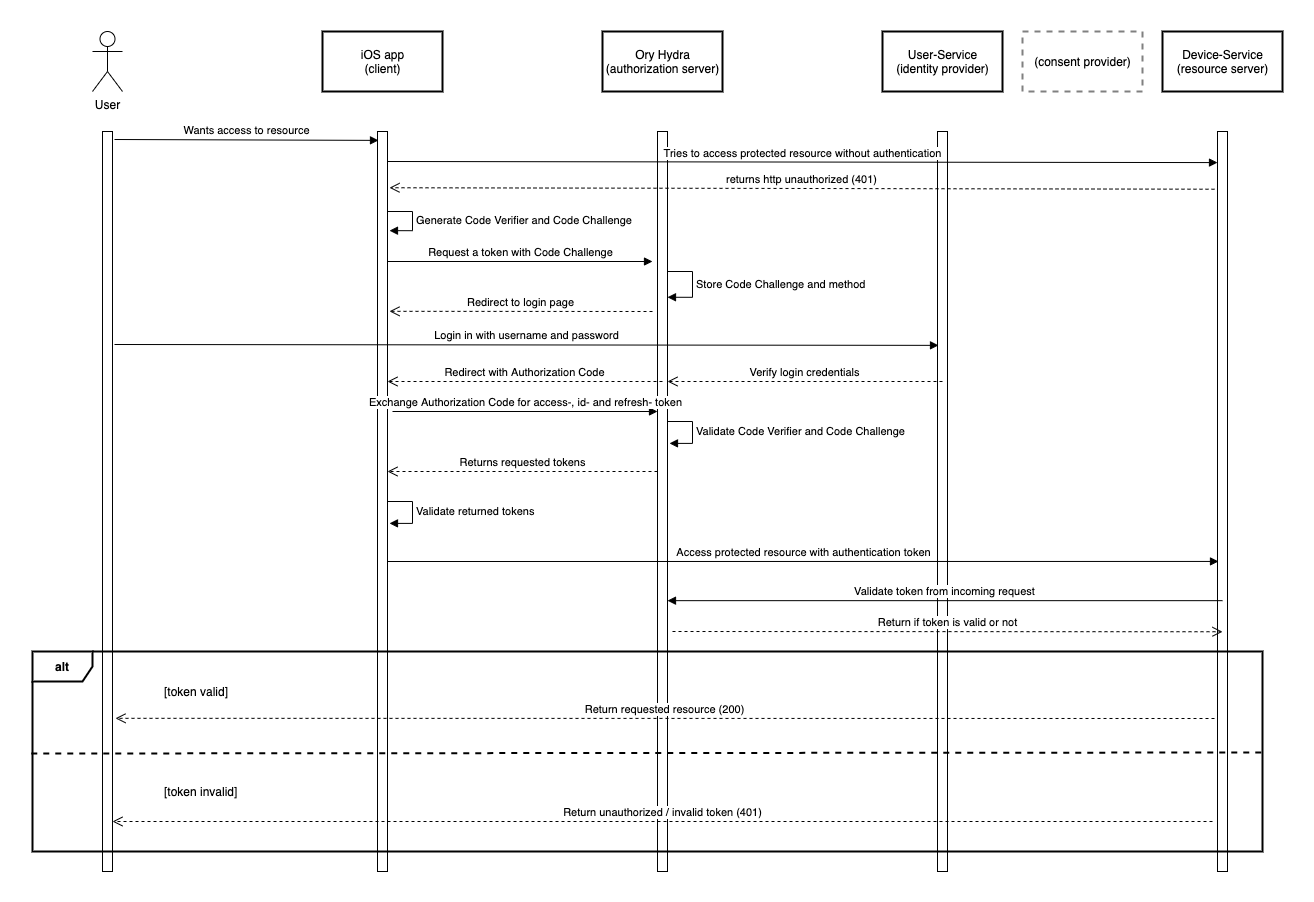 User
iOS app
(client)
Ory Hydra
(authorization server)
User-Service
(identity provider)
(consent provider)
Device-Service
(resource server)
Wants access to resource
Tries to access protected resource without authentication
returns http unauthorized (401)
Generate Code Verifier and Code Challenge
Request a token with Code Challenge
Store Code Challenge and method
Redirect to login page
Login in with username and password
Redirect with Authorization Code
Verify login credentials
Exchange Authorization Code for access-, id- and refresh- token
Validate Code Verifier and Code Challenge
Returns requested tokens
Validate returned tokens
Access protected resource with authentication token
Validate token from incoming request
Return if token is valid or not
alt
[token valid]
Return requested resource (200)
[token invalid]
Return unauthorized / invalid token (401)